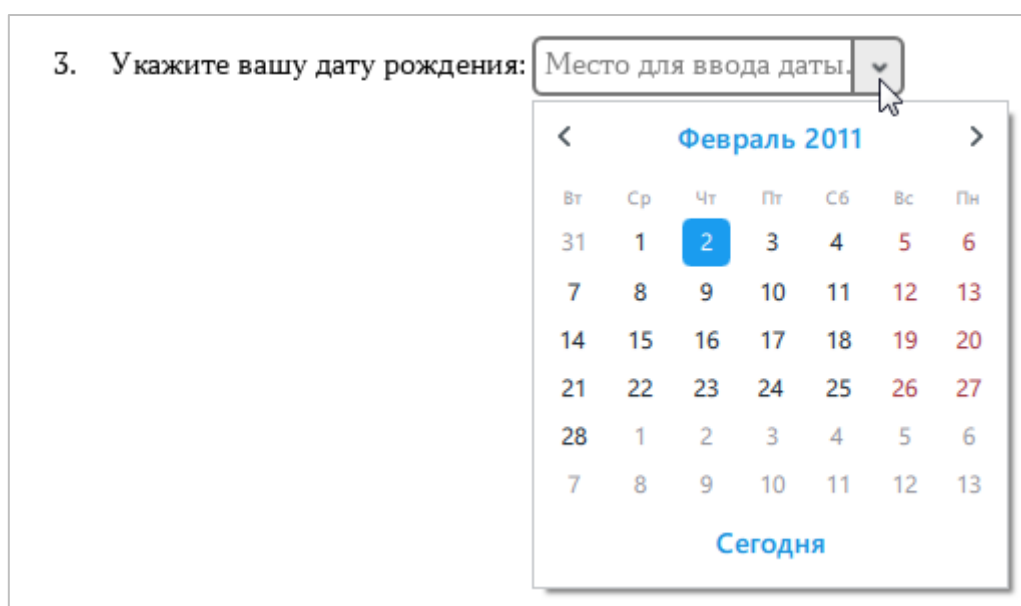 3. Укажите вашу дату рождения: Место для ввода даты.
Февраль 2011
Вт Ср Чт Пт Сб Вс Пн
31 1 2 3 4 5 6
7 8 9 10 11 12 13
14 15 16 17 18 19 20
21 22 23 24 25 26 27
28 1 2 3 4 5 6
7 8 9 10 11 12 13
Сегодня